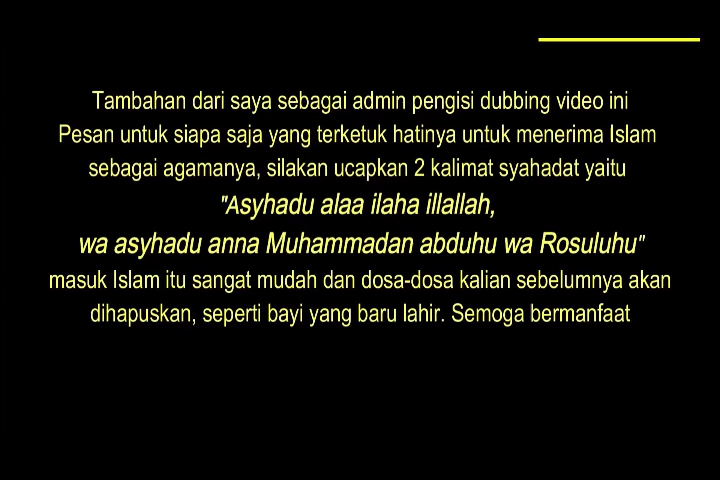 Tambahan dari saya sebagai admin pengisi dubbing video ini
Pesan untuk siapa saja yang terketuk hatinya untuk menerima Islam
sebagai agamanya, silakan ucapkan 2 kalimat syahadat yaitu
"Asyhadu alaa ilaha illallah,
wa asyhadu anna Muhammadan abduhu wa Rosuluhu"
masuk Islam itu sangat mudah dan dosa-dosa kalian sebelumnya akan
dihapuskan, seperti bayi yang baru lahir. Semoga bermanfaat